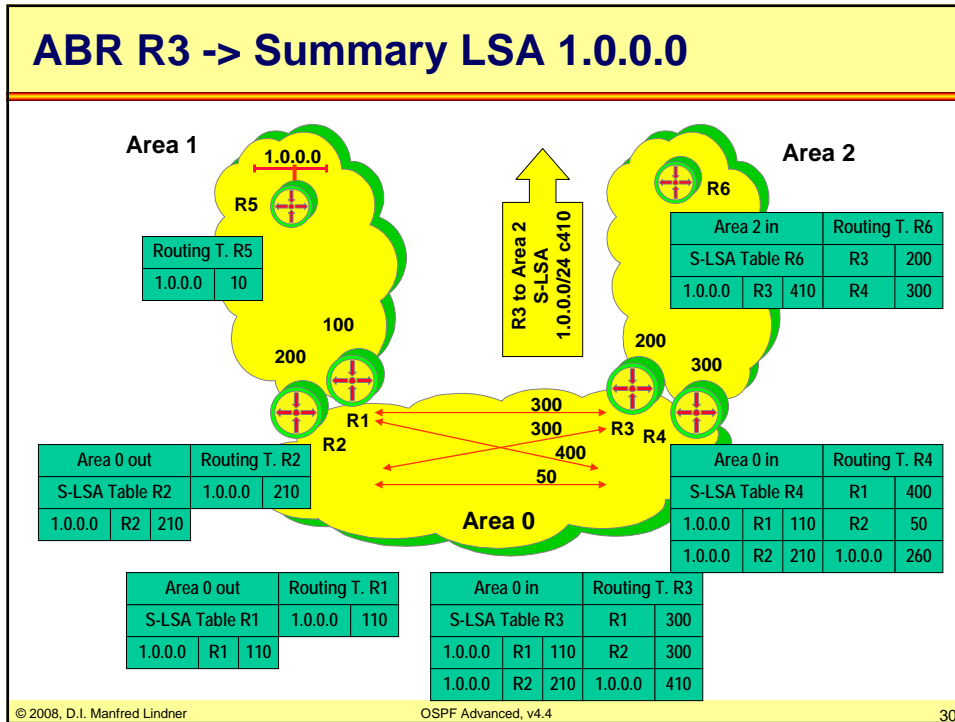 ABR R3 -> Summary LSA 1.0.0.0
Area 1
1.0.0.0
R5
Routing T. R5
1.0.0.0 10
100
200
R1
R2
R3 to Area 2
S-LSA
1.0.0.0/24 c410
Area 2
R6
Area 2 in Routing T. R6
S-LSA Table R6 R3 200
1.0.0.0 R3 410 R4 300
200
300
R3
R4
300
300
400
50
Area 0
Area 0 out Routing T. R2
S-LSA Table R2 1.0.0.0 210
1.0.0.0 R2 210
Area 0 in Routing T. R4
S-LSA Table R4 R1 400
1.0.0.0 R1 110 R2 50
1.0.0.0 R2 210 1.0.0.0 260
Area 0 out Routing T. R1
S-LSA Table R1 1.0.0.0 110
1.0.0.0 R1 110
Area 0 in Routing T. R3
S-LSA Table R3 R1 300
1.0.0.0 R1 110 R2 300
1.0.0.0 R2 210 1.0.0.0 410
© 2008, D.I. Manfred Lindner OSPF Advanced, v4.4 30